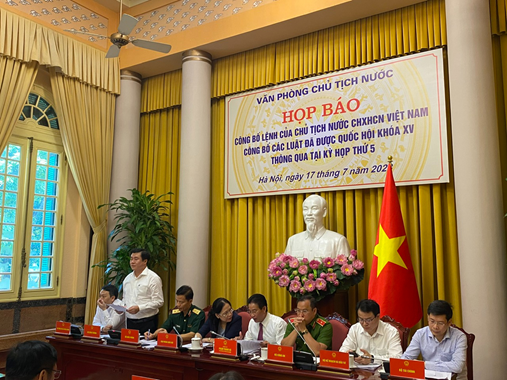 VĂN PHÒNG CHỦ TỊCH NƯỚC
HỌP BÁO
CÔNG BỐ LỆNH CỦA CHỦ TỊCH NƯỚC CHXHCN VIỆT NAM
CÔNG BỐ CÁC LUẬT ĐÃ ĐƯỢC QUỐC HỘI KHÓA XV
THÔNG QUA TẠI KỲ HỌP THỨ 5
Hà Nội, ngày 17 tháng 7 năm